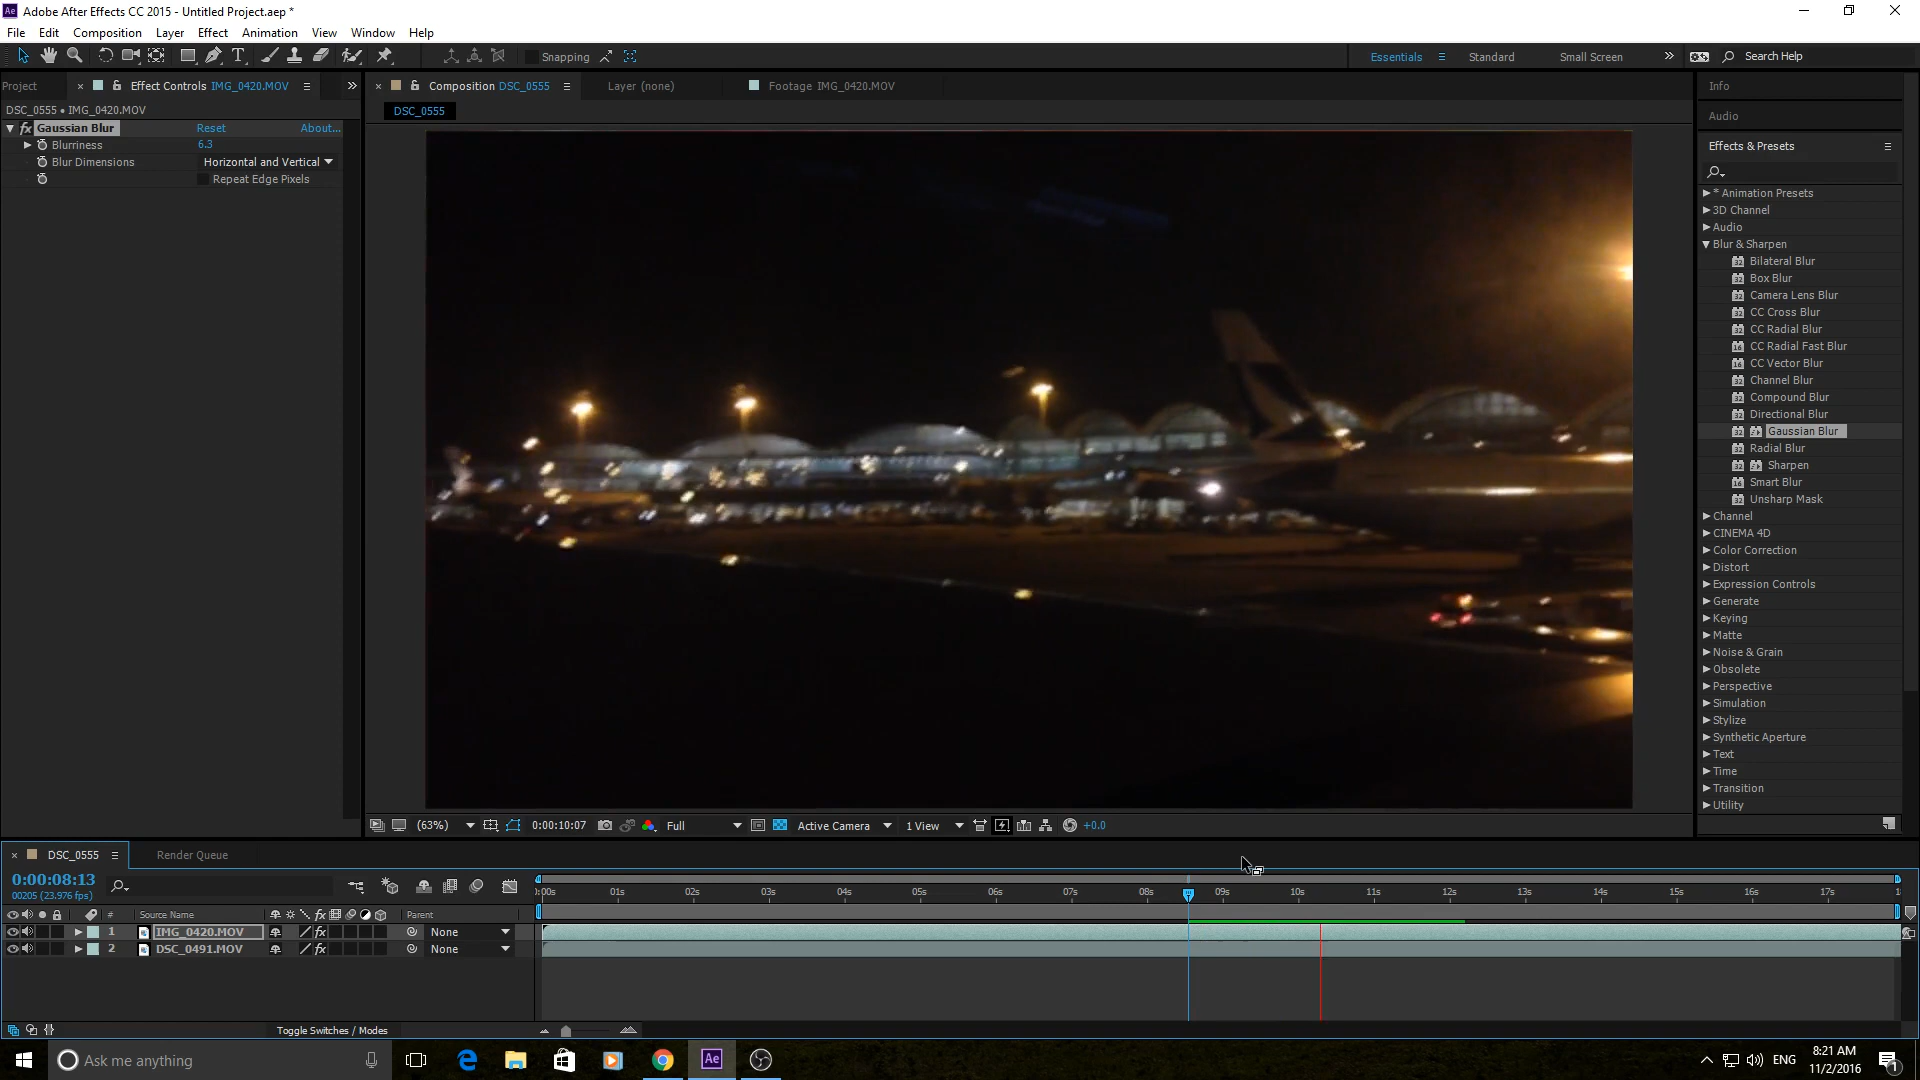 Adobe After Effects CC 2015 - Untitled Project.aep *
File Edit Composition Layer Effect Animation View Window Help
Snapping Essentials Standard Small Screen Search Help
Project Effect Controls IMG_0420.MOV Composition DSC_0555 Layer (none) Footage IMG_0420.MOV Info
DSC_0555 • IMG_0420.MOV
DSC_0555
Gaussian Blur Reset About...
Blurriness 6.3
Blur Dimensions Horizontal and Vertical
Repeat Edge Pixels
Audio
Effects & Presets
* Animation Presets
3D Channel
Audio
Blur & Sharpen
Bilateral Blur
Box Blur
Camera Lens Blur
CC Cross Blur
CC Radial Blur
CC Radial Fast Blur
CC Vector Blur
Channel Blur
Compound Blur
Directional Blur
Gaussian Blur
Radial Blur
Sharpen
Smart Blur
Unsharp Mask
Channel
CINEMA 4D
Color Correction
Distort
Expression Controls
Generate
Keying
Matte
Noise & Grain
Obsolete
Perspective
Simulation
Stylize
Synthetic Aperture
Text
Time
Transition
Utility
(63%) 0:00:10:07 Full Active Camera 1 View +0.0
DSC_0555 Render Queue
0:00:08:13
00205 (23.976 fps)
):00s 01s 02s 03s 04s 05s 06s 07s 08s 09s 10s 11s 12s 13s 14s 15s 16s 17s 18s
# Source Name Parent
1 IMG_0420.MOV None
2 DSC_0491.MOV None
Toggle Switches / Modes
Ask me anything
ENG
8:21 AM
11/2/2016